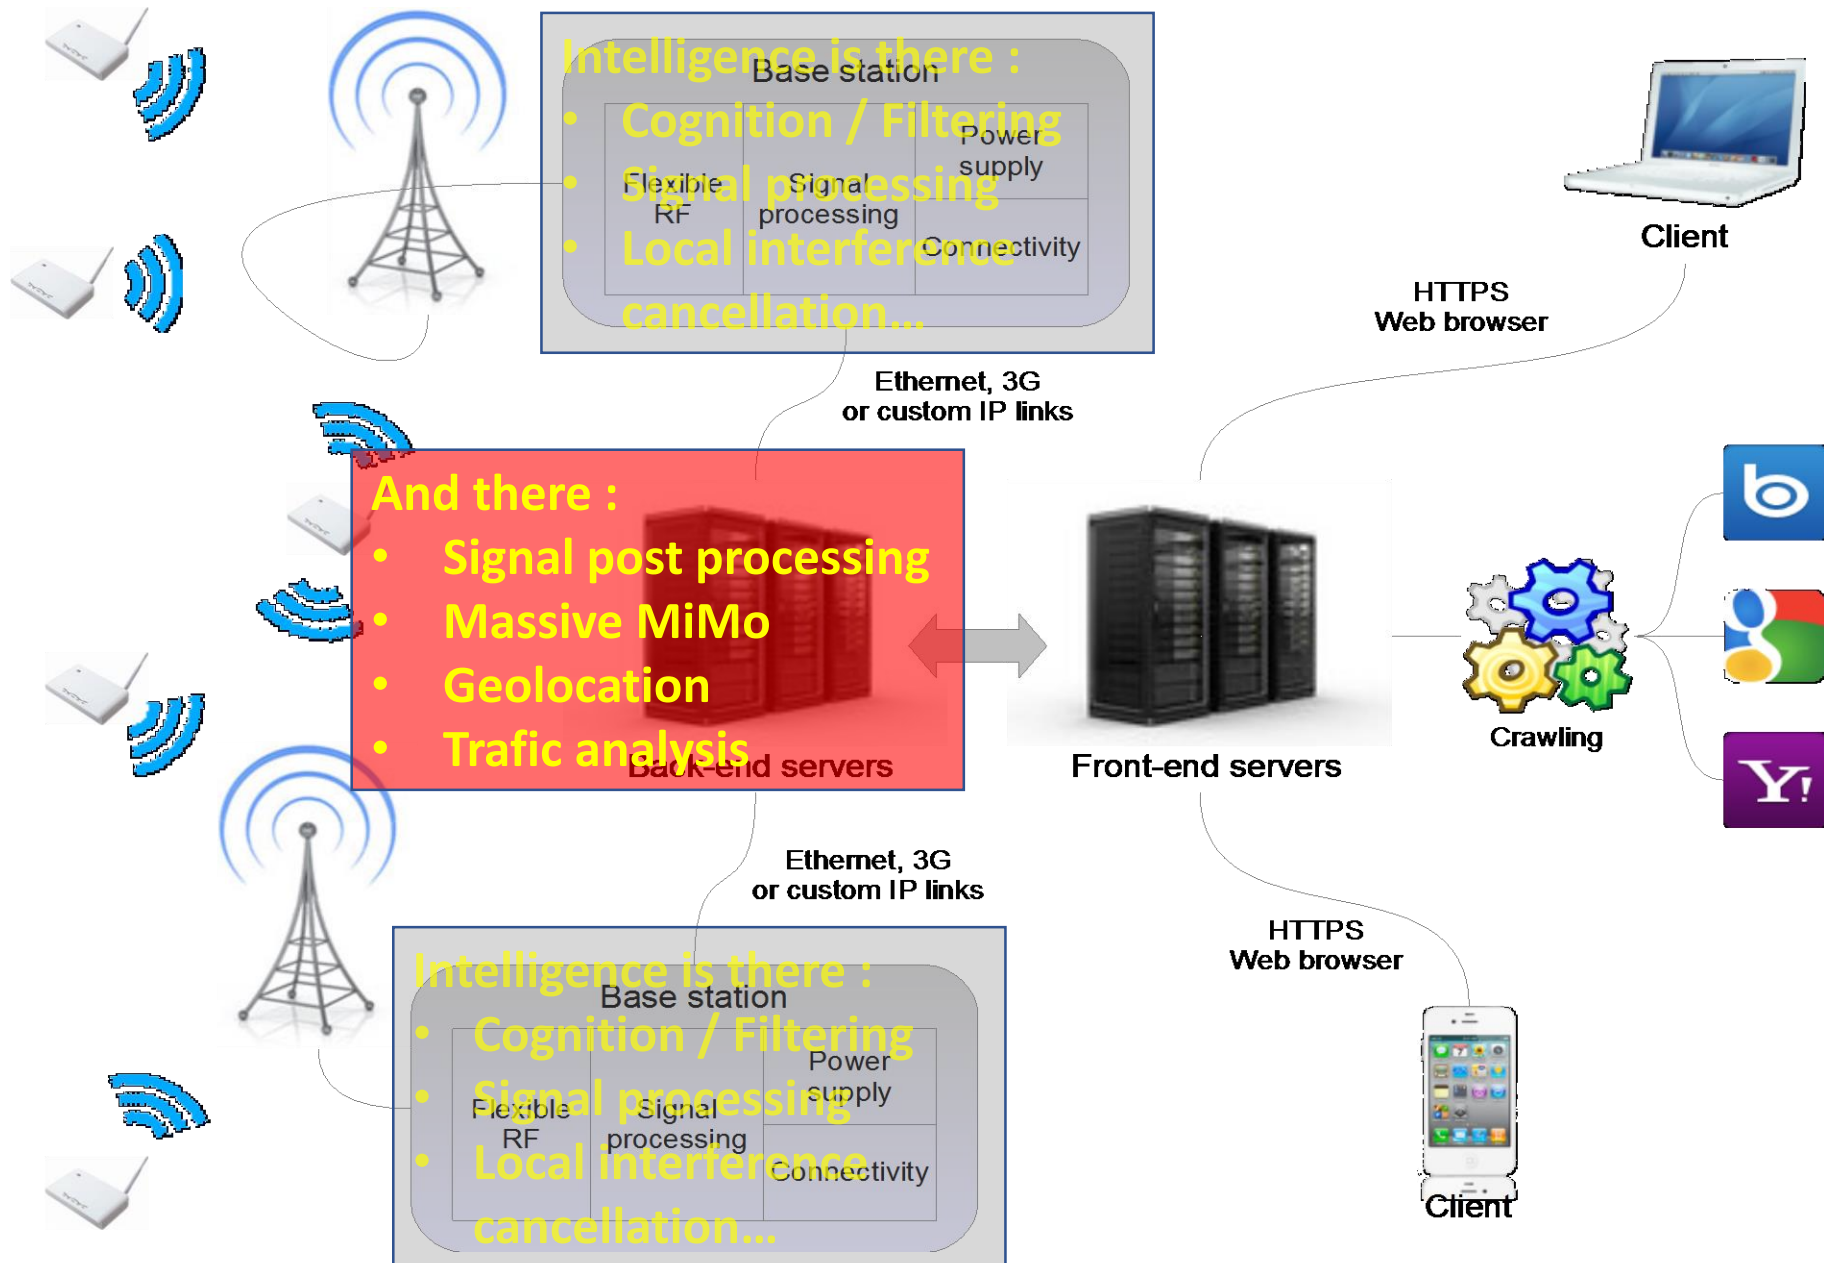 Intelligence is there :
• Cognition / Filtering
• Signal processing
• Local interference
cancellation...
Base station
Flexible
RF
Signal
processing
Power
supply
Connectivity
Client
HTTPS
Web browser
Ethernet, 3G
or custom IP links
And there :
• Signal post processing
• Massive MiMo
• Geolocation
• Trafic analysis
Back-end servers
Front-end servers
Crawling
b
g
Y!
Ethernet, 3G
or custom IP links
HTTPS
Web browser
Intelligence is there :
• Cognition / Filtering
• Signal processing
• Local interference
cancellation...
Base station
Flexible
RF
Signal
processing
Power
supply
Connectivity
Client